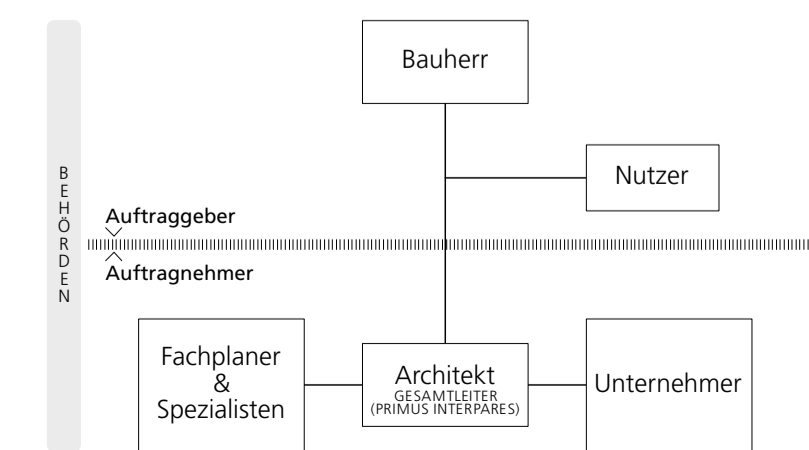 BEHÖRDEN
Bauherr
Nutzer
Auftraggeber
Auftragnehmer
Fachplaner
&
Spezialisten
Architekt
GESAMTLEITER
(PRIMUS INTERPARES)
Unternehmer